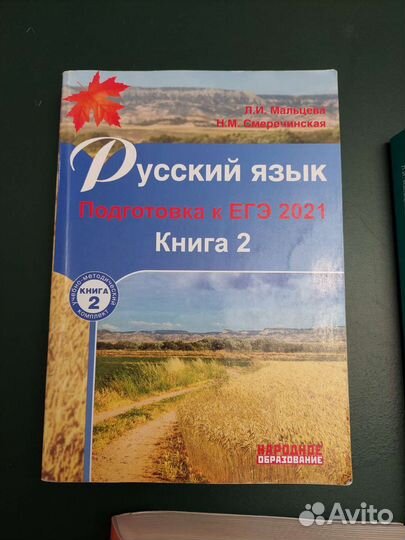 Л.И. Мальцева
Н.М. Смеречинская
Русский язык
Подготовка к ЕГЭ 2021
Книга 2
УЧЕБНО-МЕТОДИЧЕСКИЙ
КНИГА
2
КОМПЛЕКТ
НАРОДНОЕ
ОБРАЗОВАНИЕ
Avito